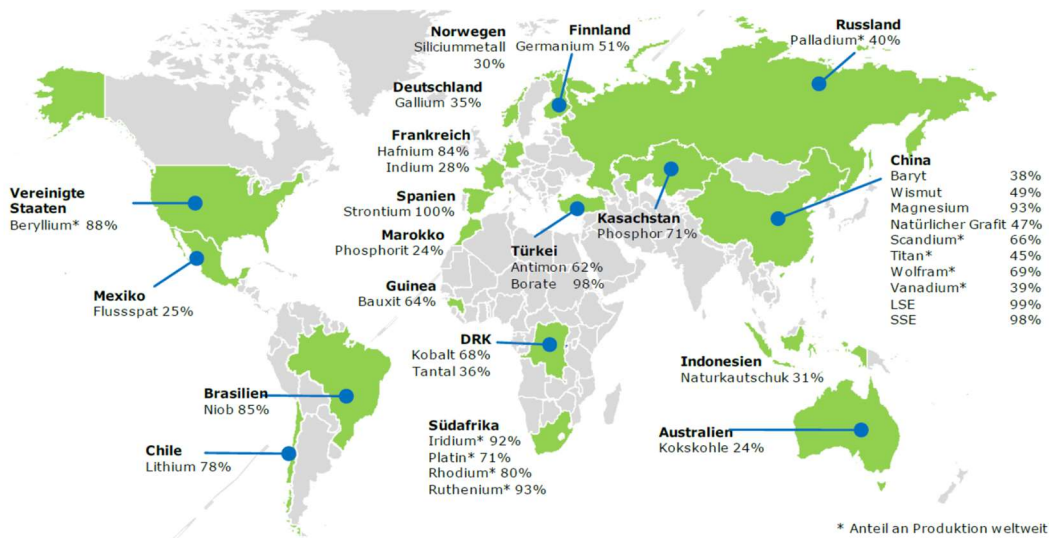 Norwegen
Siliciummetall
30%
Finnland
Germanium 51%
Russland
Palladium* 40%
Deutschland
Gallium 35%
Frankreich
Hafnium 84%
Indium 28%
Spanien
Strontium 100%
Marokko
Phosphorit 24%
Guinea
Bauxit 64%
Vereinigte
Staaten
Beryllium* 88%
Mexiko
Flussspat 25%
Brasilien
Niob 85%
Chile
Lithium 78%
Türkei
Antimon 62%
Borate 98%
Kasachstan
Phosphor 71%
China
Baryt 38%
Wismut 49%
Magnesium 93%
Natürlicher Grafit 47%
Scandium* 66%
Titan* 45%
Wolfram* 69%
Vanadium* 39%
LSE 99%
SSE 98%
DRK
Kobalt 68%
Tantal 36%
Südafrika
Iridium* 92%
Platin* 71%
Rhodium* 80%
Ruthenium* 93%
Indonesien
Naturkautschuk 31%
Australien
Kokskohle 24%
* Anteil an Produktion weltweit